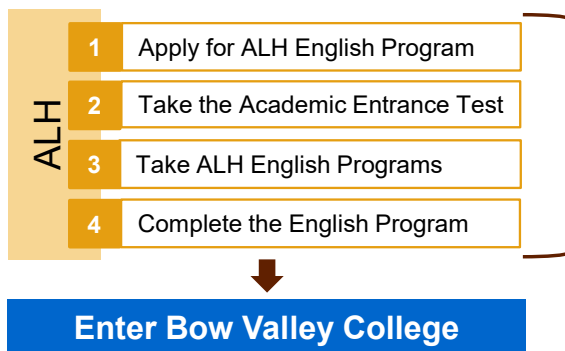 ALH
1 Apply for ALH English Program
2 Take the Academic Entrance Test
3 Take ALH English Programs
4 Complete the English Program
Enter Bow Valley College